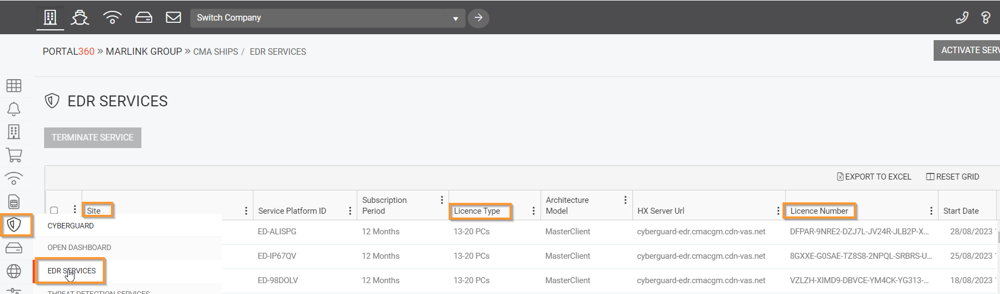 Switch Company
PORTAL360 » MARLINK GROUP » CMA SHIPS / EDR SERVICES
ACTIVATE SERV
EDR SERVICES
TERMINATE SERVICE
EXPORT TO EXCEL RESET GRID
Site Service Platform ID Subscription Period Licence Type Architecture Model HX Server Url Licence Number Start Date
CYBERGUARD
ED-ALISPG 12 Months 13-20 PCs MasterClient cyberguard-edr.cmacgm.cdn-vas.net DFPAR-9NRE2-DZJ7L-JV24R-JLB2P-X... 28/08/2023
OPEN DASHBOARD
ED-IP67QV 12 Months 13-20 PCs MasterClient cyberguard-edr.cmacgm.cdn-vas.net 8GXXE-G0SAE-TZ8S8-2NPQL-SRBRS-U... 25/08/2023
EDR SERVICES
ED-98DOLV 12 Months 13-20 PCs MasterClient cyberguard-edr.cmacgm.cdn-vas.net VZLZH-XIMD9-DBVCE-YM4CK-YG313-... 18/08/2023
THREAT DETECTION SERVICES